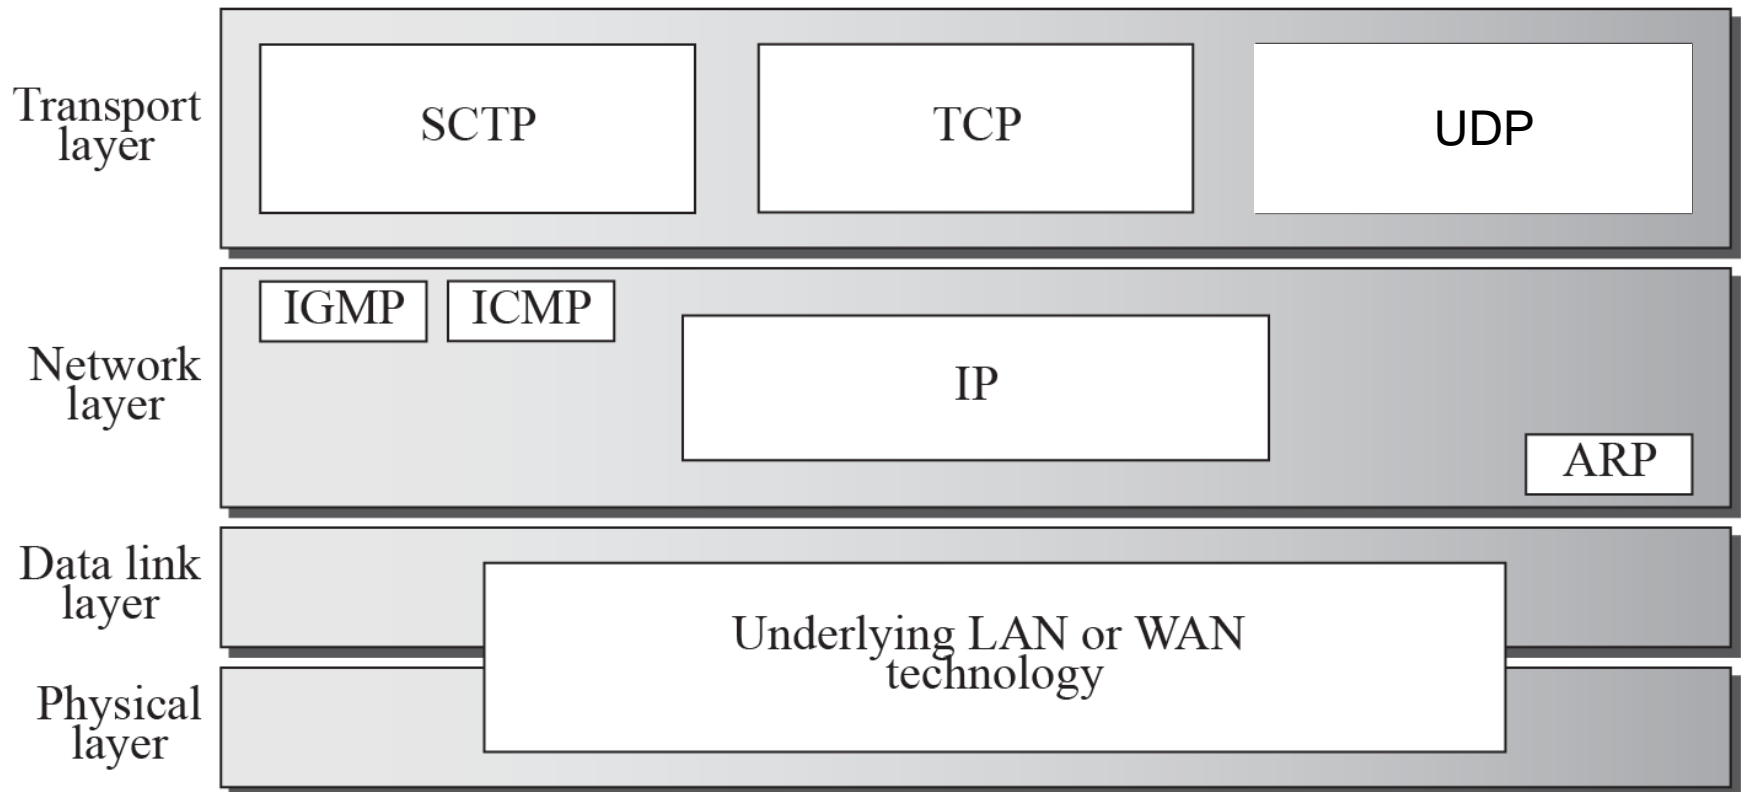 Transport
layer
SCTP
TCP
UDP
Network
layer
IGMP
ICMP
IP
ARP
Data link
layer
Underlying LAN or WAN
technology
Physical
layer